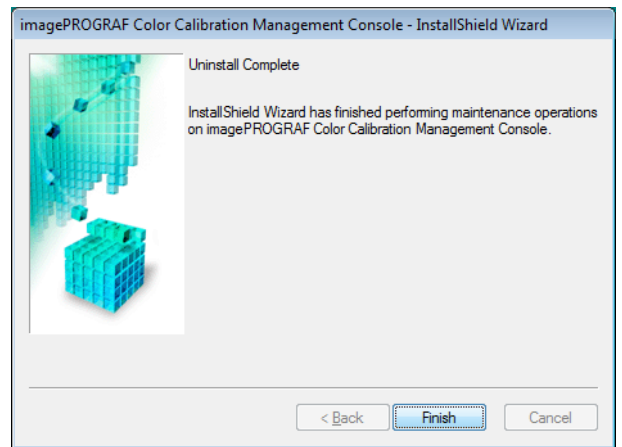 imagePROGRAF Color Calibration Management Console - InstallShield Wizard
Uninstall Complete
InstallShield Wizard has finished performing maintenance operations
on imagePROGRAF Color Calibration Management Console.
< Back
Finish
Cancel